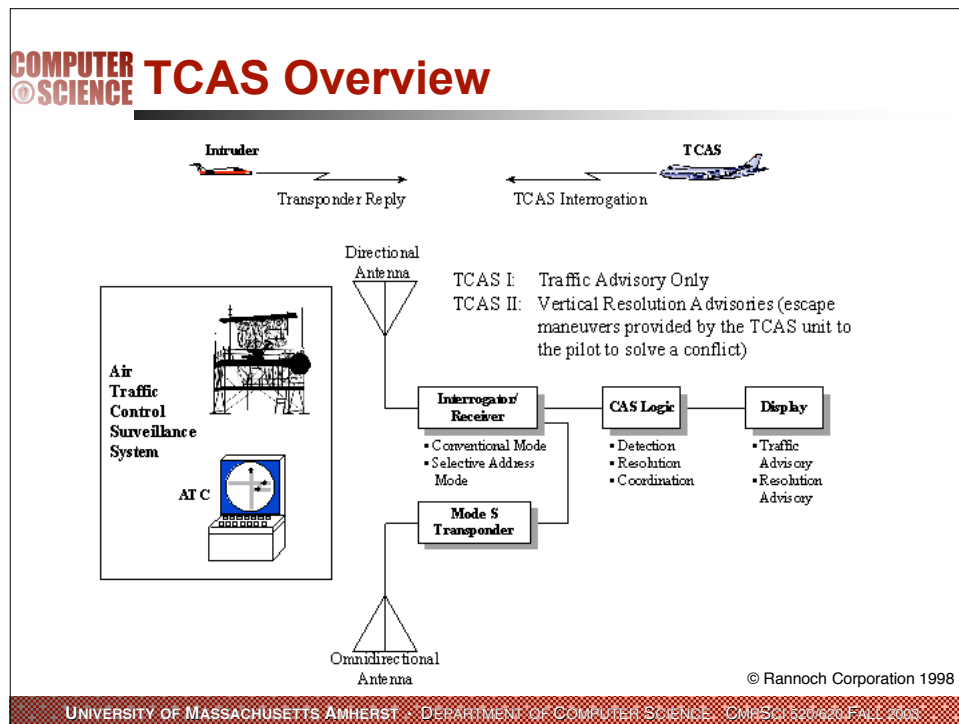 COMPUTER
SCIENCE
TCAS Overview
Intruder
TCAS
Transponder Reply
TCAS Interrogation
Directional
Antenna
TCAS I: Traffic Advisory Only
TCAS II: Vertical Resolution Advisories (escape
maneuvers provided by the TCAS unit to
the pilot to solve a conflict)
Air
Traffic
Control
Surveillance
System
ATC
Interrogator/
Receiver
▪ Conventional Mode
▪ Selective Address
Mode
CAS Logic
▪ Detection
▪ Resolution
▪ Coordination
Display
▪ Traffic
Advisory
▪ Resolution
Advisory
Mode S
Transponder
Omnidirectional
Antenna
© Rannoch Corporation 1998
UNIVERSITY OF MASSACHUSETTS AMHERST • DEPARTMENT OF COMPUTER SCIENCE CMPSCI 520/620 FALL 2003